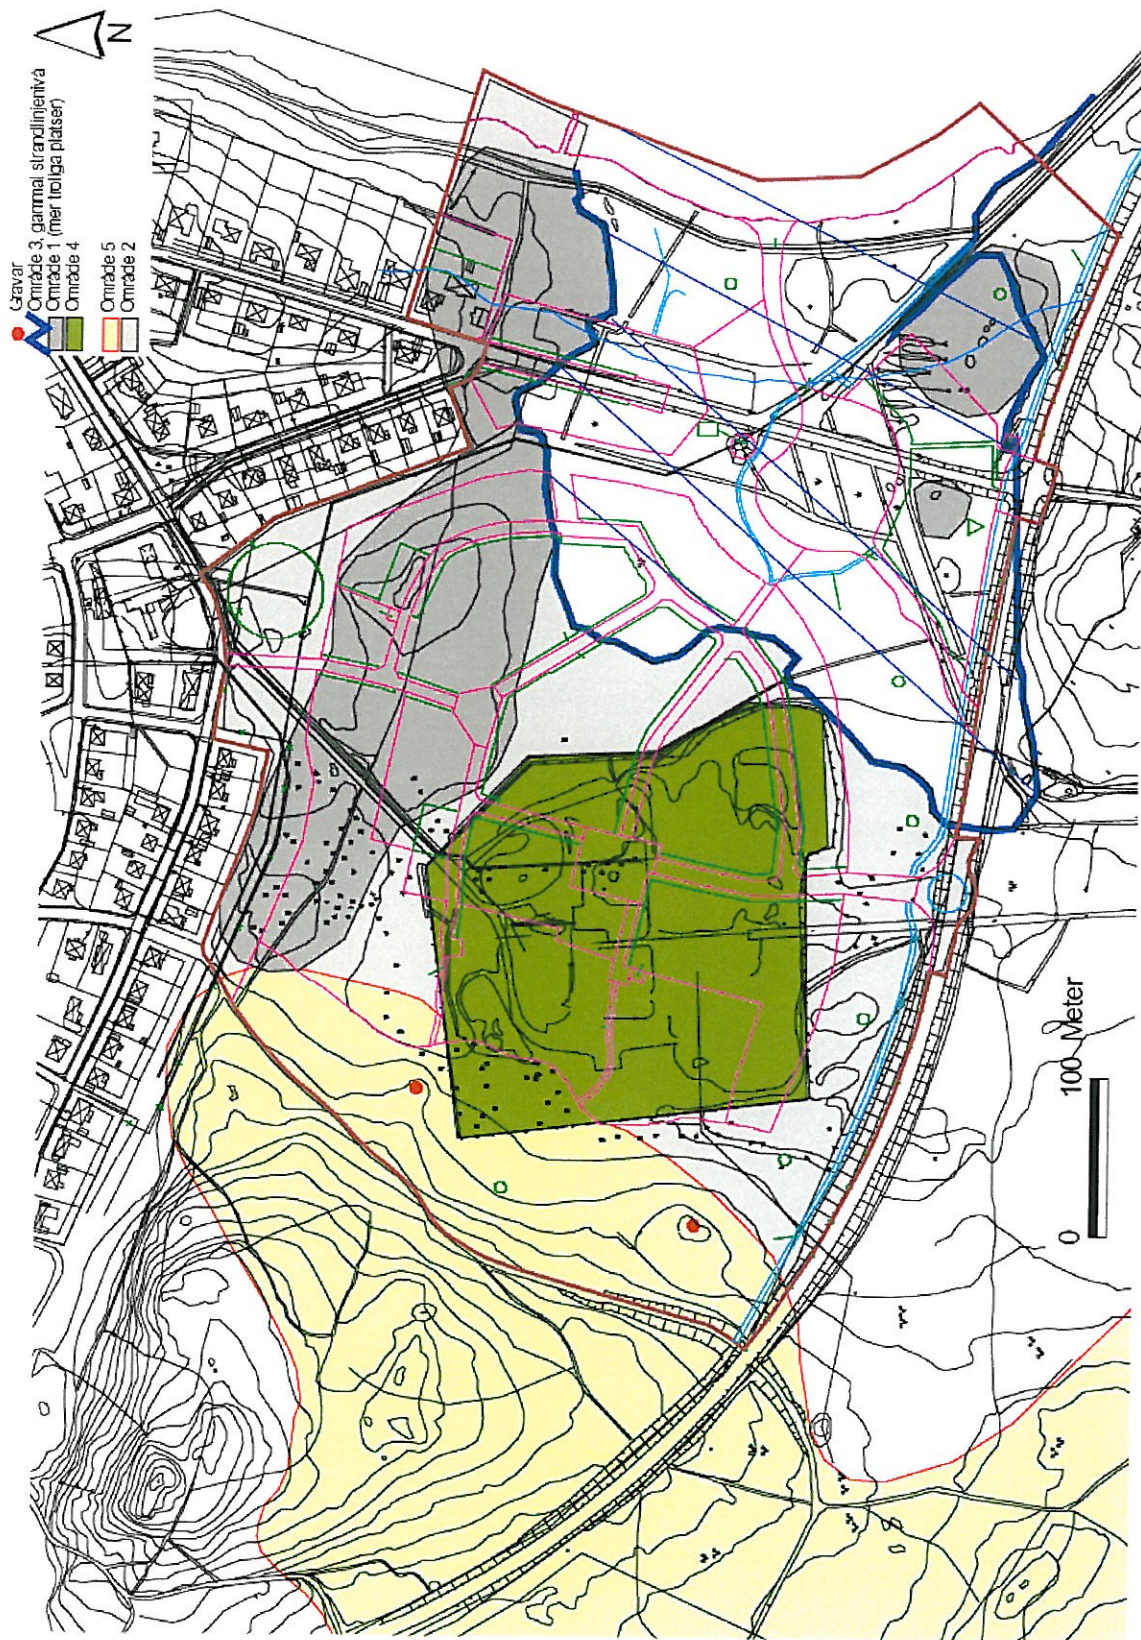 N
Gravar
Område 3, gammal strandlinjenivå
Område 1 (mer troliga platser)
Område 4
Område 5
Område 2
0 100 Meter